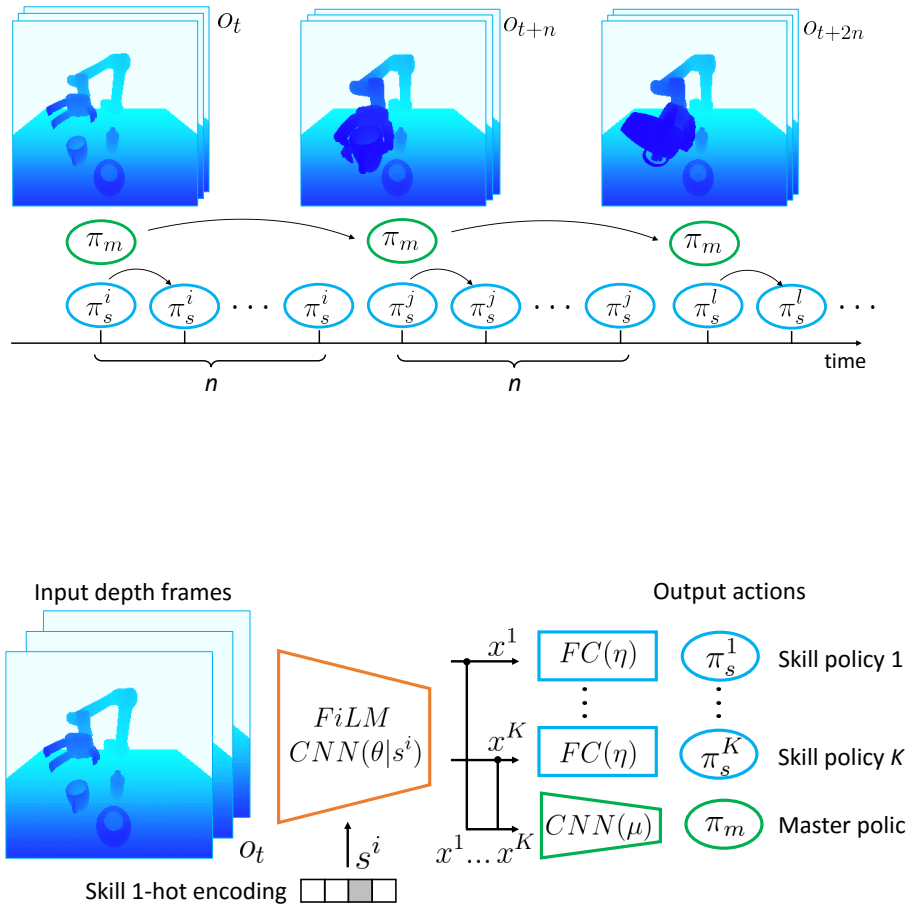 o_t o_{t+n} o_{t+2n}
π_m π_m π_m
π_s^i π_s^i · · · π_s^i π_s^j π_s^j · · · π_s^j π_s^l π_s^l · · ·
time
n n
Input depth frames Output actions
x^1 FC(η) π_s^1 Skill policy 1
FiLM
CNN(θ|s^i)
x^K FC(η) π_s^K Skill policy K
CNN(μ) π_m Master polic
x^1... x^K
o_t
s^i
Skill 1-hot encoding